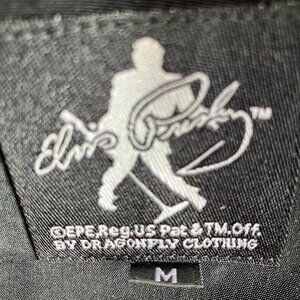 Elvis Presley™
©EPE,Reg.US Pat & TM.Off.
BY DRAGONFLY CLOTHING
M